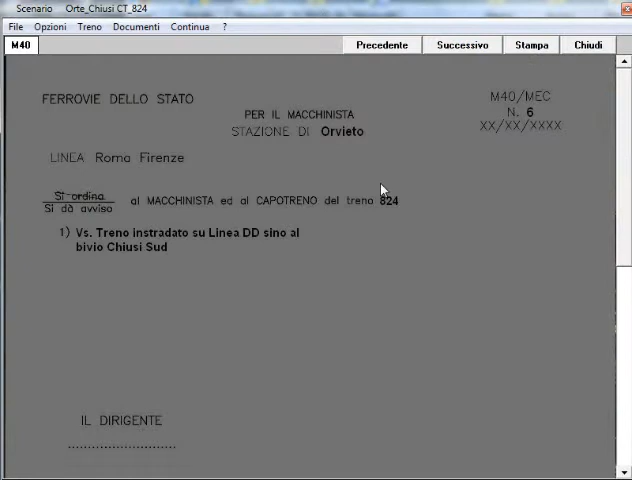 Scenario Orte_Chiusi CT_824
File Opzioni Treno Documenti Continua ?
M40 Precedente Successivo Stampa Chiudi
FERROVIE DELLO STATO
M40/MEC
PER IL MACCHINISTA
N. 6
STAZIONE DI Orvieto
XX/XX/XXXX
LINEA Roma Firenze
Si ordina
Si dà avviso
al MACCHINISTA ed al CAPOTRENO del treno 824
1) Vs. Treno instradato su Linea DD sino al
bivio Chiusi Sud
IL DIRIGENTE
...........................